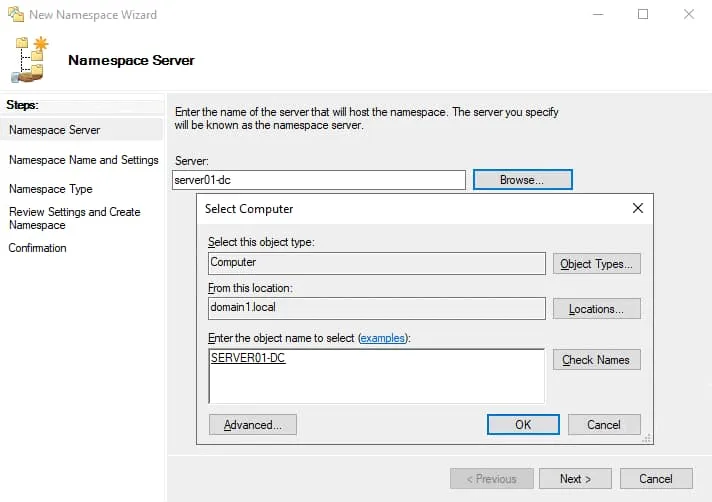 New Namespace Wizard
Namespace Server
Steps:
Namespace Server
Namespace Name and Settings
Namespace Type
Review Settings and Create
Namespace
Confirmation
Enter the name of the server that will host the namespace. The server you specify
will be known as the namespace server.
Server:
server01-dc
Browse...
Select Computer
Select this object type:
Computer
Object Types...
From this location:
domain1.local
Locations...
Enter the object name to select (examples):
SERVER01-DC
Check Names
Advanced...
OK
Cancel
< Previous
Next >
Cancel